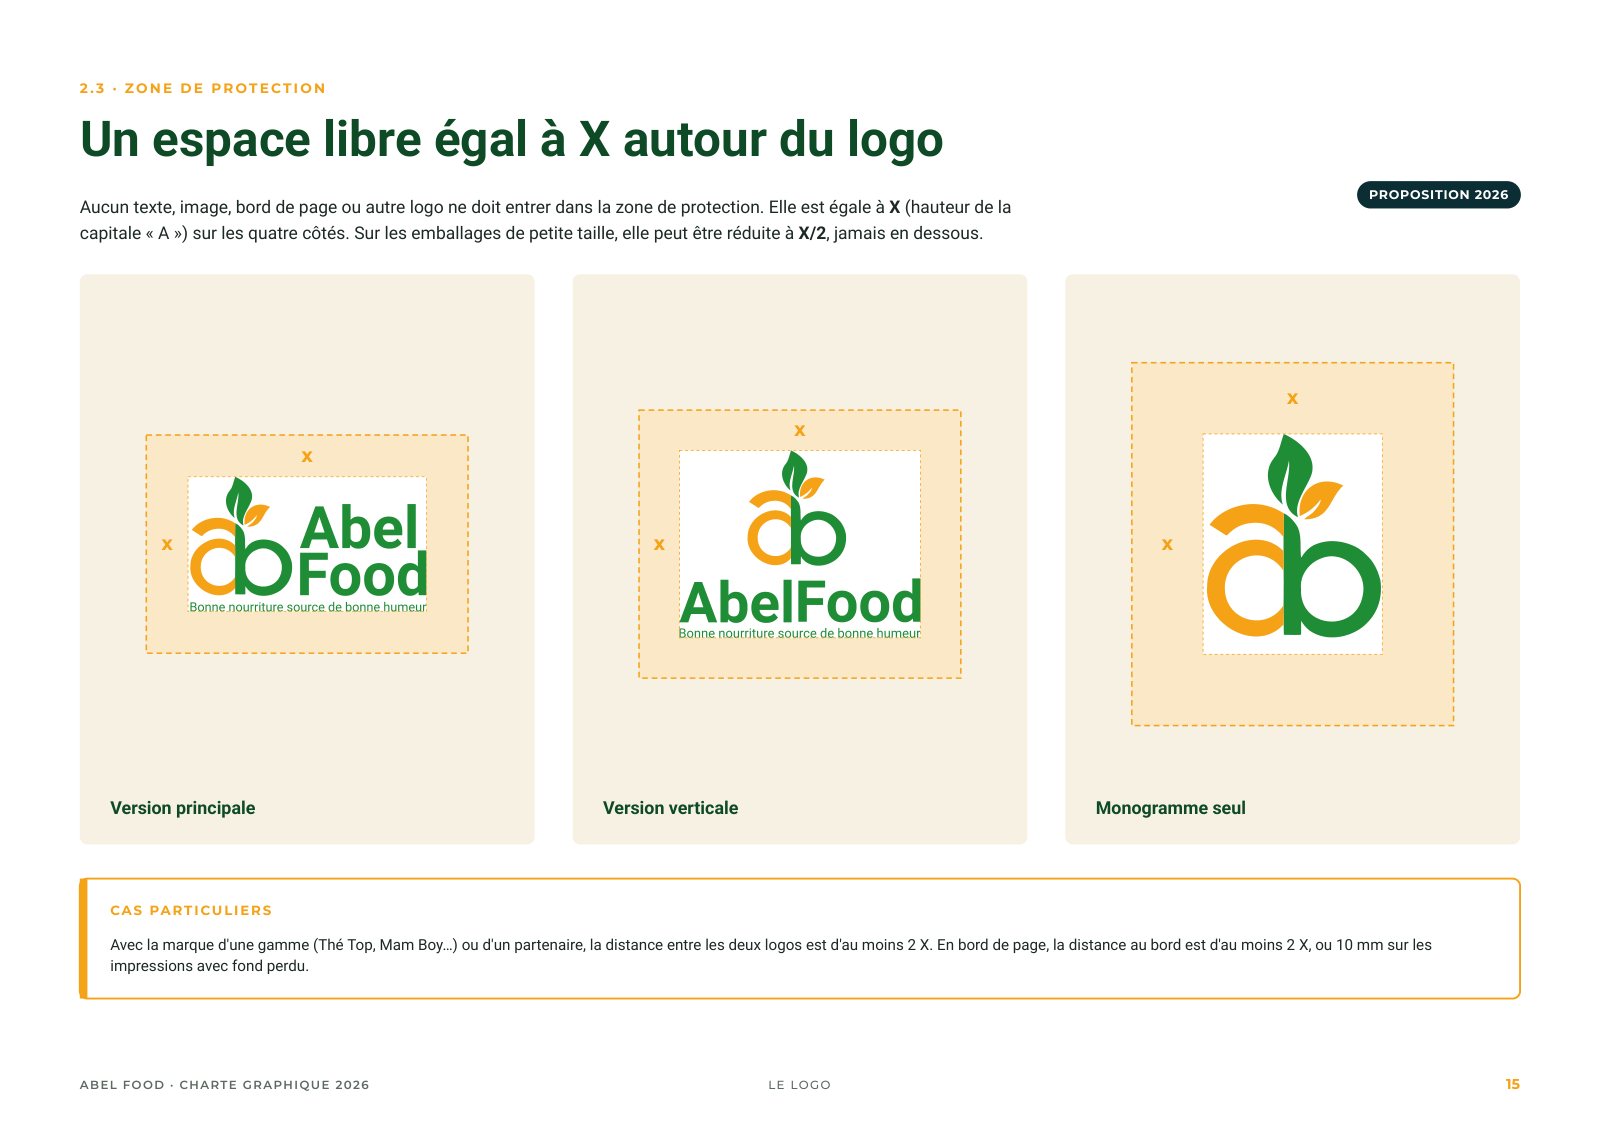 2.3 · ZONE DE PROTECTION
Un espace libre égal à X autour du logo
PROPOSITION 2026
Aucun texte, image, bord de page ou autre logo ne doit entrer dans la zone de protection. Elle est égale à X (hauteur de la
capitale « A ») sur les quatre côtés. Sur les emballages de petite taille, elle peut être réduite à X/2, jamais en dessous.
X
X
ab
Abel
Food
Bonne nourriture source de bonne humeur
Version principale
X
X
ab
AbelFood
Bonne nourriture source de bonne humeur
Version verticale
X
X
ab
Monogramme seul
CAS PARTICULIERS
Avec la marque d'une gamme (Thé Top, Mam Boy…) ou d'un partenaire, la distance entre les deux logos est d'au moins 2 X. En bord de page, la distance au bord est d'au moins 2 X, ou 10 mm sur les
impressions avec fond perdu.
ABEL FOOD · CHARTE GRAPHIQUE 2026
LE LOGO
15